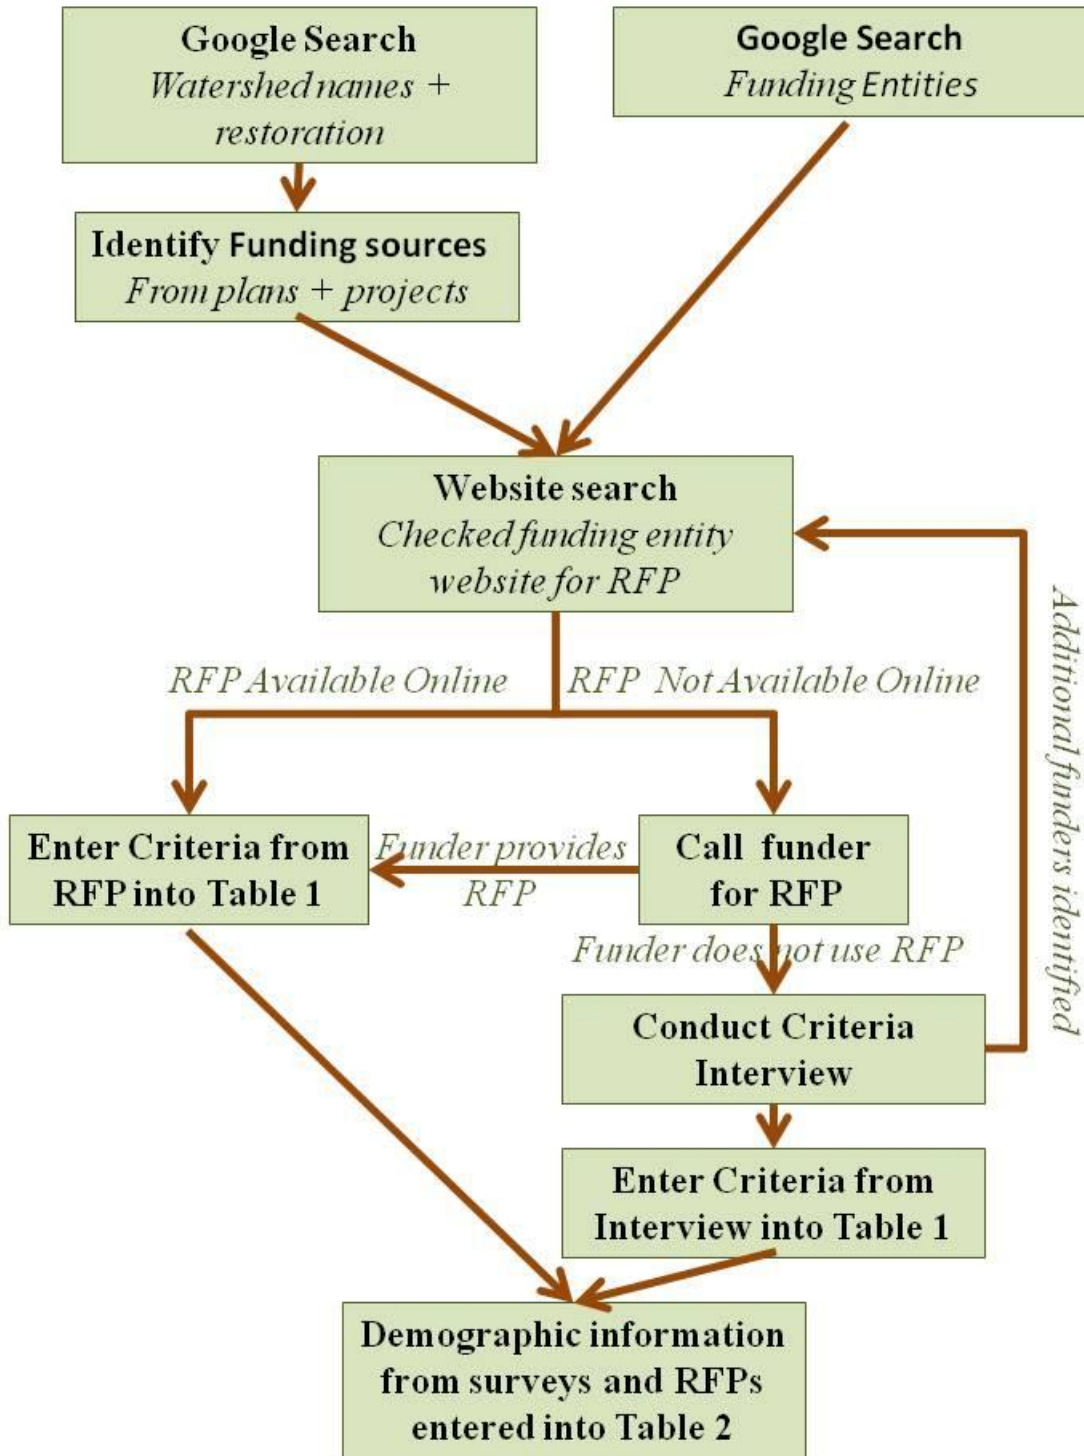 Google Search
Watershed names +
restoration
Google Search
Funding Entities
Identify Funding sources
From plans + projects
Website search
Checked funding entity
website for RFP
RFP Available Online
RFP Not Available Online
Additional funders identified
Enter Criteria from
RFP into Table 1
Funder provides
RFP
Call funder
for RFP
Funder does not use RFP
Conduct Criteria
Interview
Enter Criteria from
Interview into Table 1
Demographic information
from surveys and RFPs
entered into Table 2